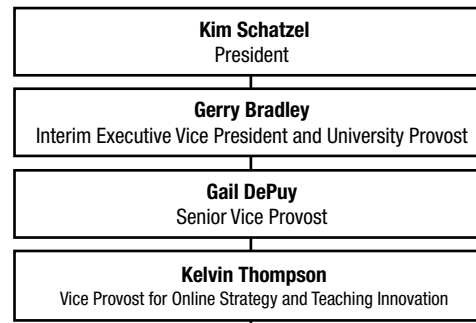 Kim Schatzel
President
Gerry Bradley
Interim Executive Vice President and University Provost
Gail DePuy
Senior Vice Provost
Kelvin Thompson
Vice Provost for Online Strategy and Teaching Innovation